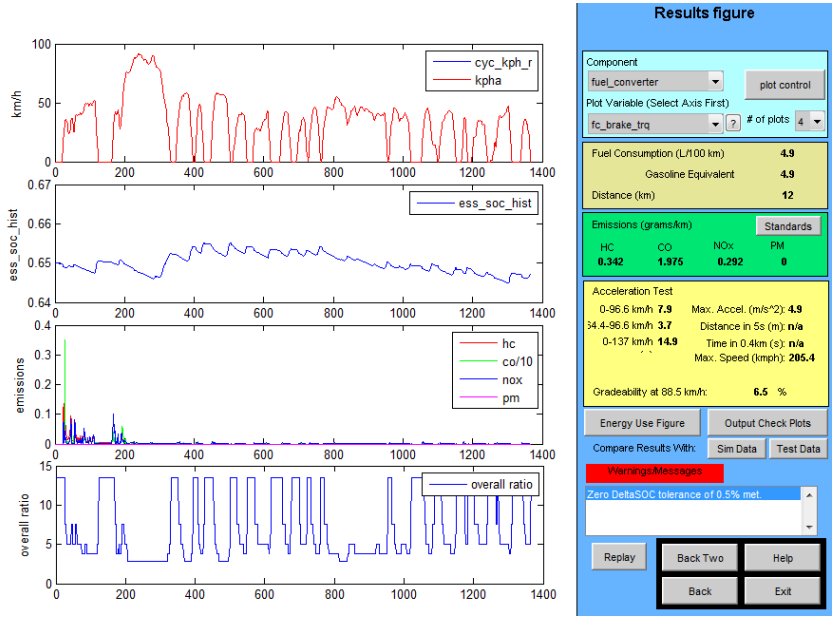 Results figure
100
50
0
km/h
cyc_kph_r
kpha
0 200 400 600 800 1000 1200 1400
0.67
0.66
0.65
0.64
ess_soc_hist
ess_soc_hist
0 200 400 600 800 1000 1200 1400
0.4
0.3
0.2
0.1
0
emissions
hc
co/10
nox
pm
0 200 400 600 800 1000 1200 1400
15
10
5
0
overall ratio
overall ratio
0 200 400 600 800 1000 1200 1400
Component
fuel_converter
plot control
Plot Variable (Select Axis First)
fc_brake_trq ? # of plots 4
Fuel Consumption (L/100 km) 4.9
Gasoline Equivalent 4.9
Distance (km) 12
Emissions (grams/km) Standards
HC CO NOx PM
0.342 1.975 0.292 0
Acceleration Test
0-96.6 km/h 7.9 Max. Accel. (m/s^2): 4.9
64.4-96.6 km/h 3.7 Distance in 5s (m): n/a
0-137 km/h 14.9 Time in 0.4km (s): n/a
Max. Speed (kmph): 205.4
Gradeability at 88.5 km/h: 6.5 %
Energy Use Figure Output Check Plots
Compare Results With: Sim Data Test Data
Warnings/Messages
Zero DeltaSOC tolerance of 0.5% met.
Replay Back Two Help
Back Exit